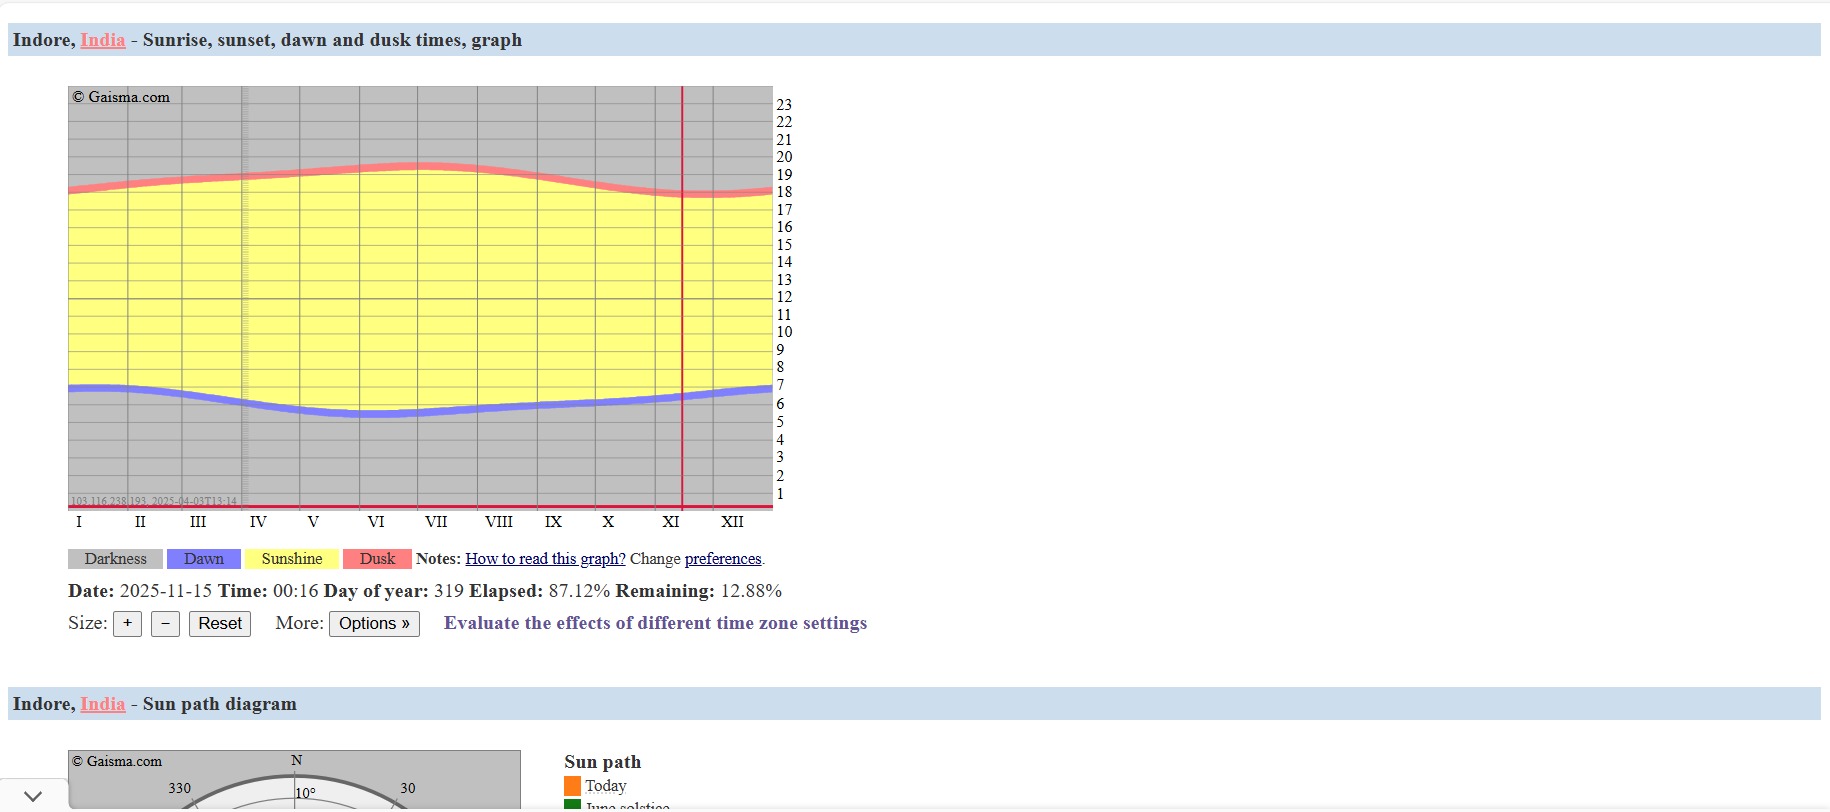 Indore, India - Sunrise, sunset, dawn and dusk times, graph
© Gaisma.com
23
22
21
20
19
18
17
16
15
14
13
12
11
10
9
8
7
6
5
4
3
2
1
103.116.238.193, 2025-04-03T13:14
I II III IV V VI VII VIII IX X XI XII
Darkness Dawn Sunshine Dusk Notes: How to read this graph? Change preferences.
Date: 2025-11-15 Time: 00:16 Day of year: 319 Elapsed: 87.12% Remaining: 12.88%
Size: + − Reset More: Options » Evaluate the effects of different time zone settings
Indore, India - Sun path diagram
© Gaisma.com N
330 10° 30
Sun path
Today
June solstice